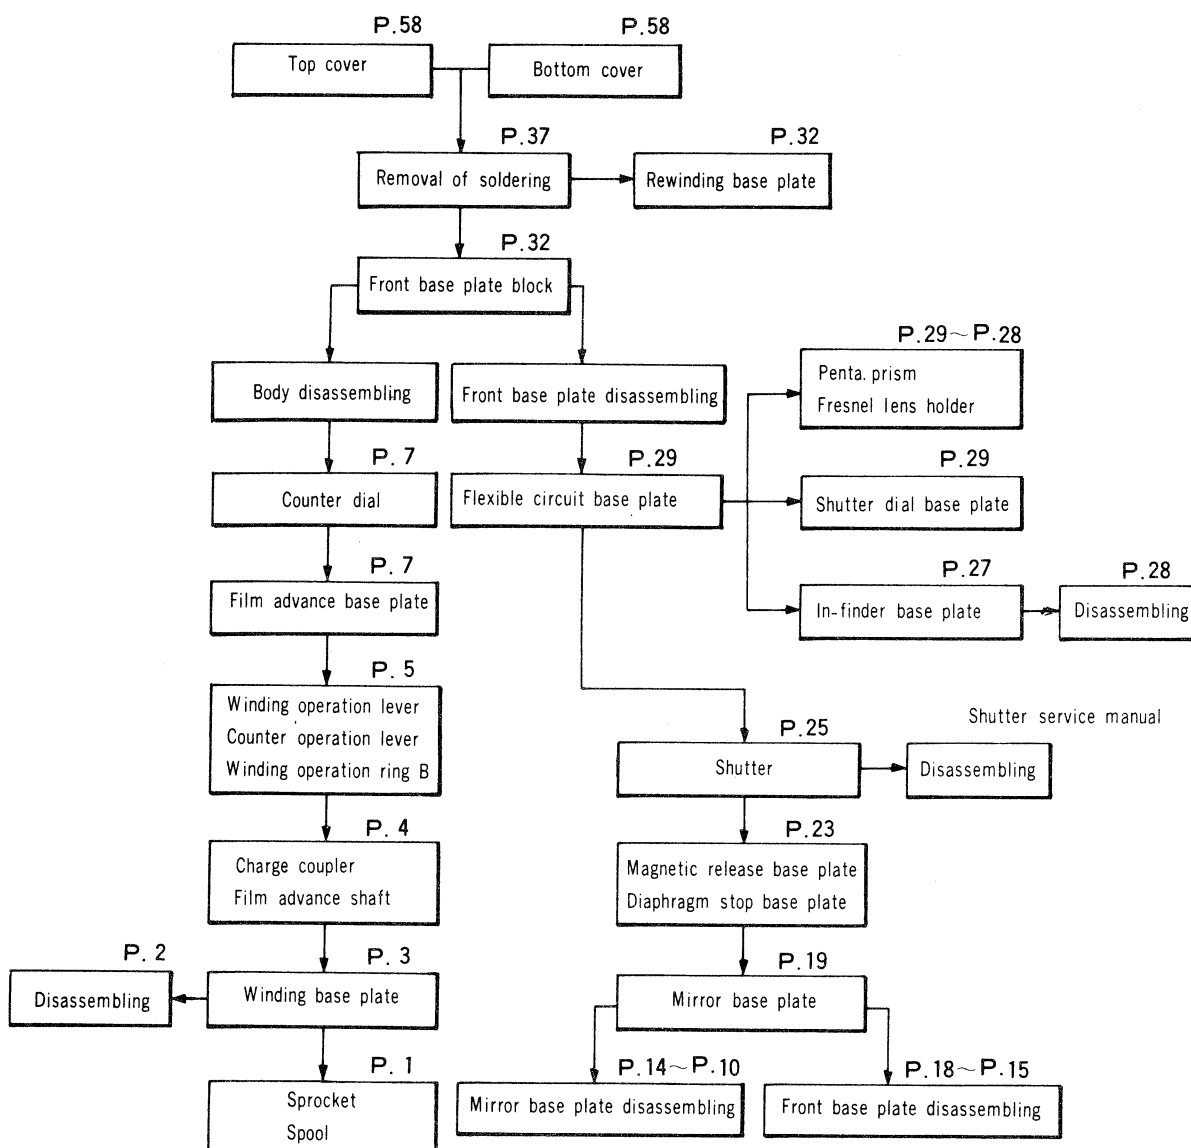 P.58
P.58
Top cover
Bottom cover
P.37
P.32
Removal of soldering
Rewinding base plate
P.32
Front base plate block
P.29~P.28
Penta.prism
Fresnel lens holder
Body disassembling
Front base plate disassembling
P. 7
P.29
P.29
Counter dial
Flexible circuit base plate
Shutter dial base plate
P. 7
P.27
P.28
Film advance base plate
In-finder base plate
Disassembling
P. 5
Winding operation lever
Counter operation lever
Winding operation ring B
Shutter service manual
P.25
Shutter
Disassembling
P. 4
Charge coupler
Film advance shaft
P.23
Magnetic release base plate
Diaphragm stop base plate
P. 2
P. 3
P.19
Disassembling
Winding base plate
Mirror base plate
P. 1
P.14~P.10
P.18~P.15
Sprocket
Spool
Mirror base plate disassembling
Front base plate disassembling